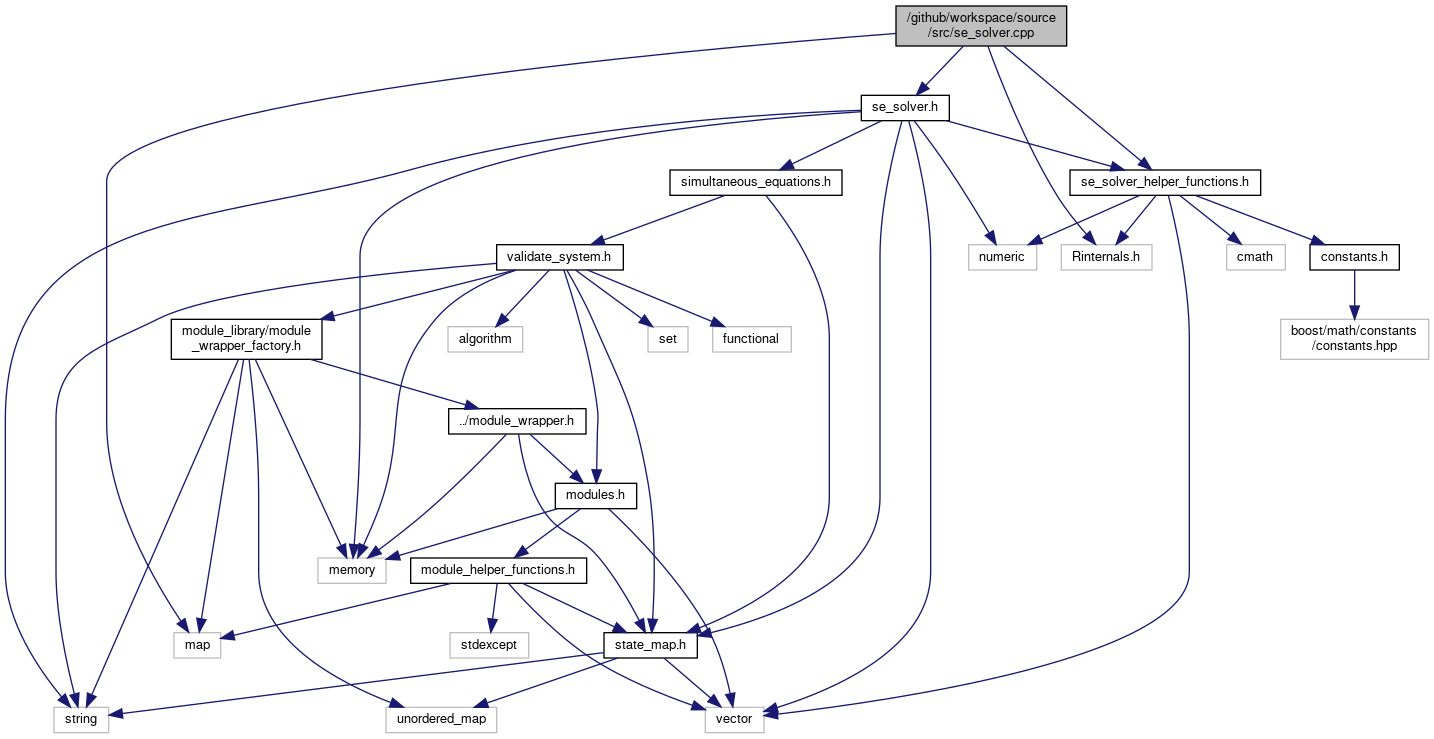 /github/workspace/source
/src/se_solver.cpp
se_solver.h
simultaneous_equations.h
se_solver_helper_functions.h
validate_system.h
numeric
Rinternals.h
cmath
constants.h
module_library/module
_wrapper_factory.h
algorithm
set
functional
boost/math/constants
/constants.hpp
../module_wrapper.h
modules.h
memory
module_helper_functions.h
map
stdexcept
state_map.h
string
unordered_map
vector